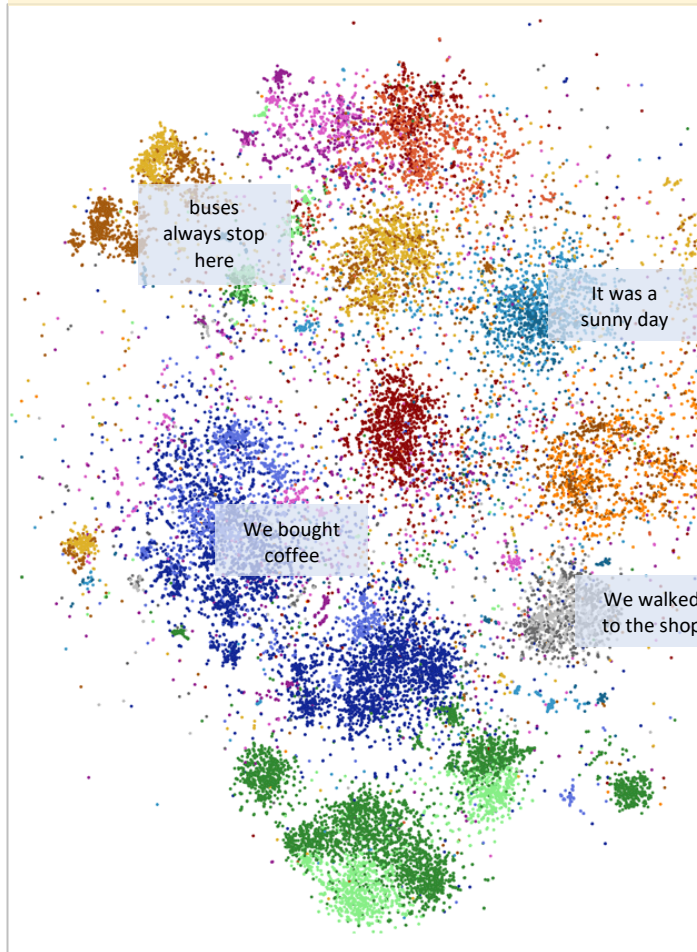 buses
always stop
here
It was a
sunny day
We bought
coffee
We walked
to the shop